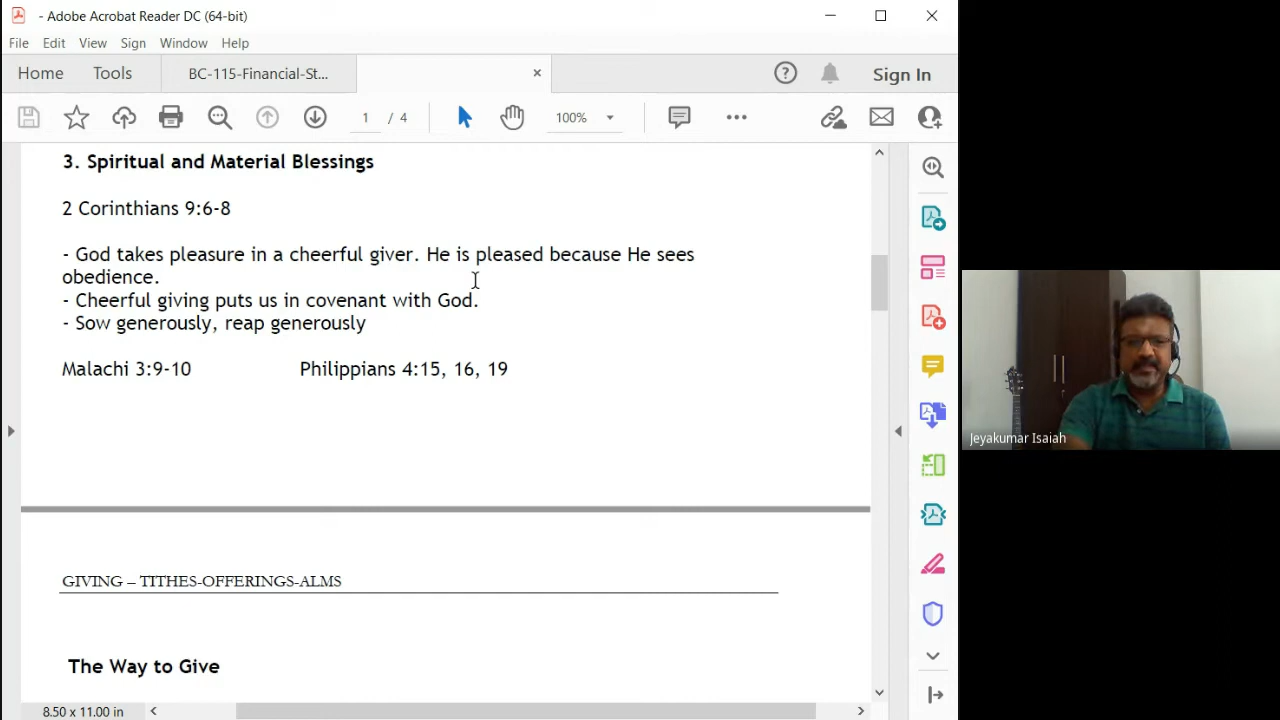 - Adobe Acrobat Reader DC (64-bit)
File Edit View Sign Window Help
Home Tools BC-115-Financial-St... × Sign In
1 / 4 100%
3. Spiritual and Material Blessings
2 Corinthians 9:6-8
- God takes pleasure in a cheerful giver. He is pleased because He sees
obedience.
- Cheerful giving puts us in covenant with God.
- Sow generously, reap generously
Malachi 3:9-10 Philippians 4:15, 16, 19
Jeyakumar Isaiah
GIVING – TITHES-OFFERINGS-ALMS
The Way to Give
8.50 x 11.00 in